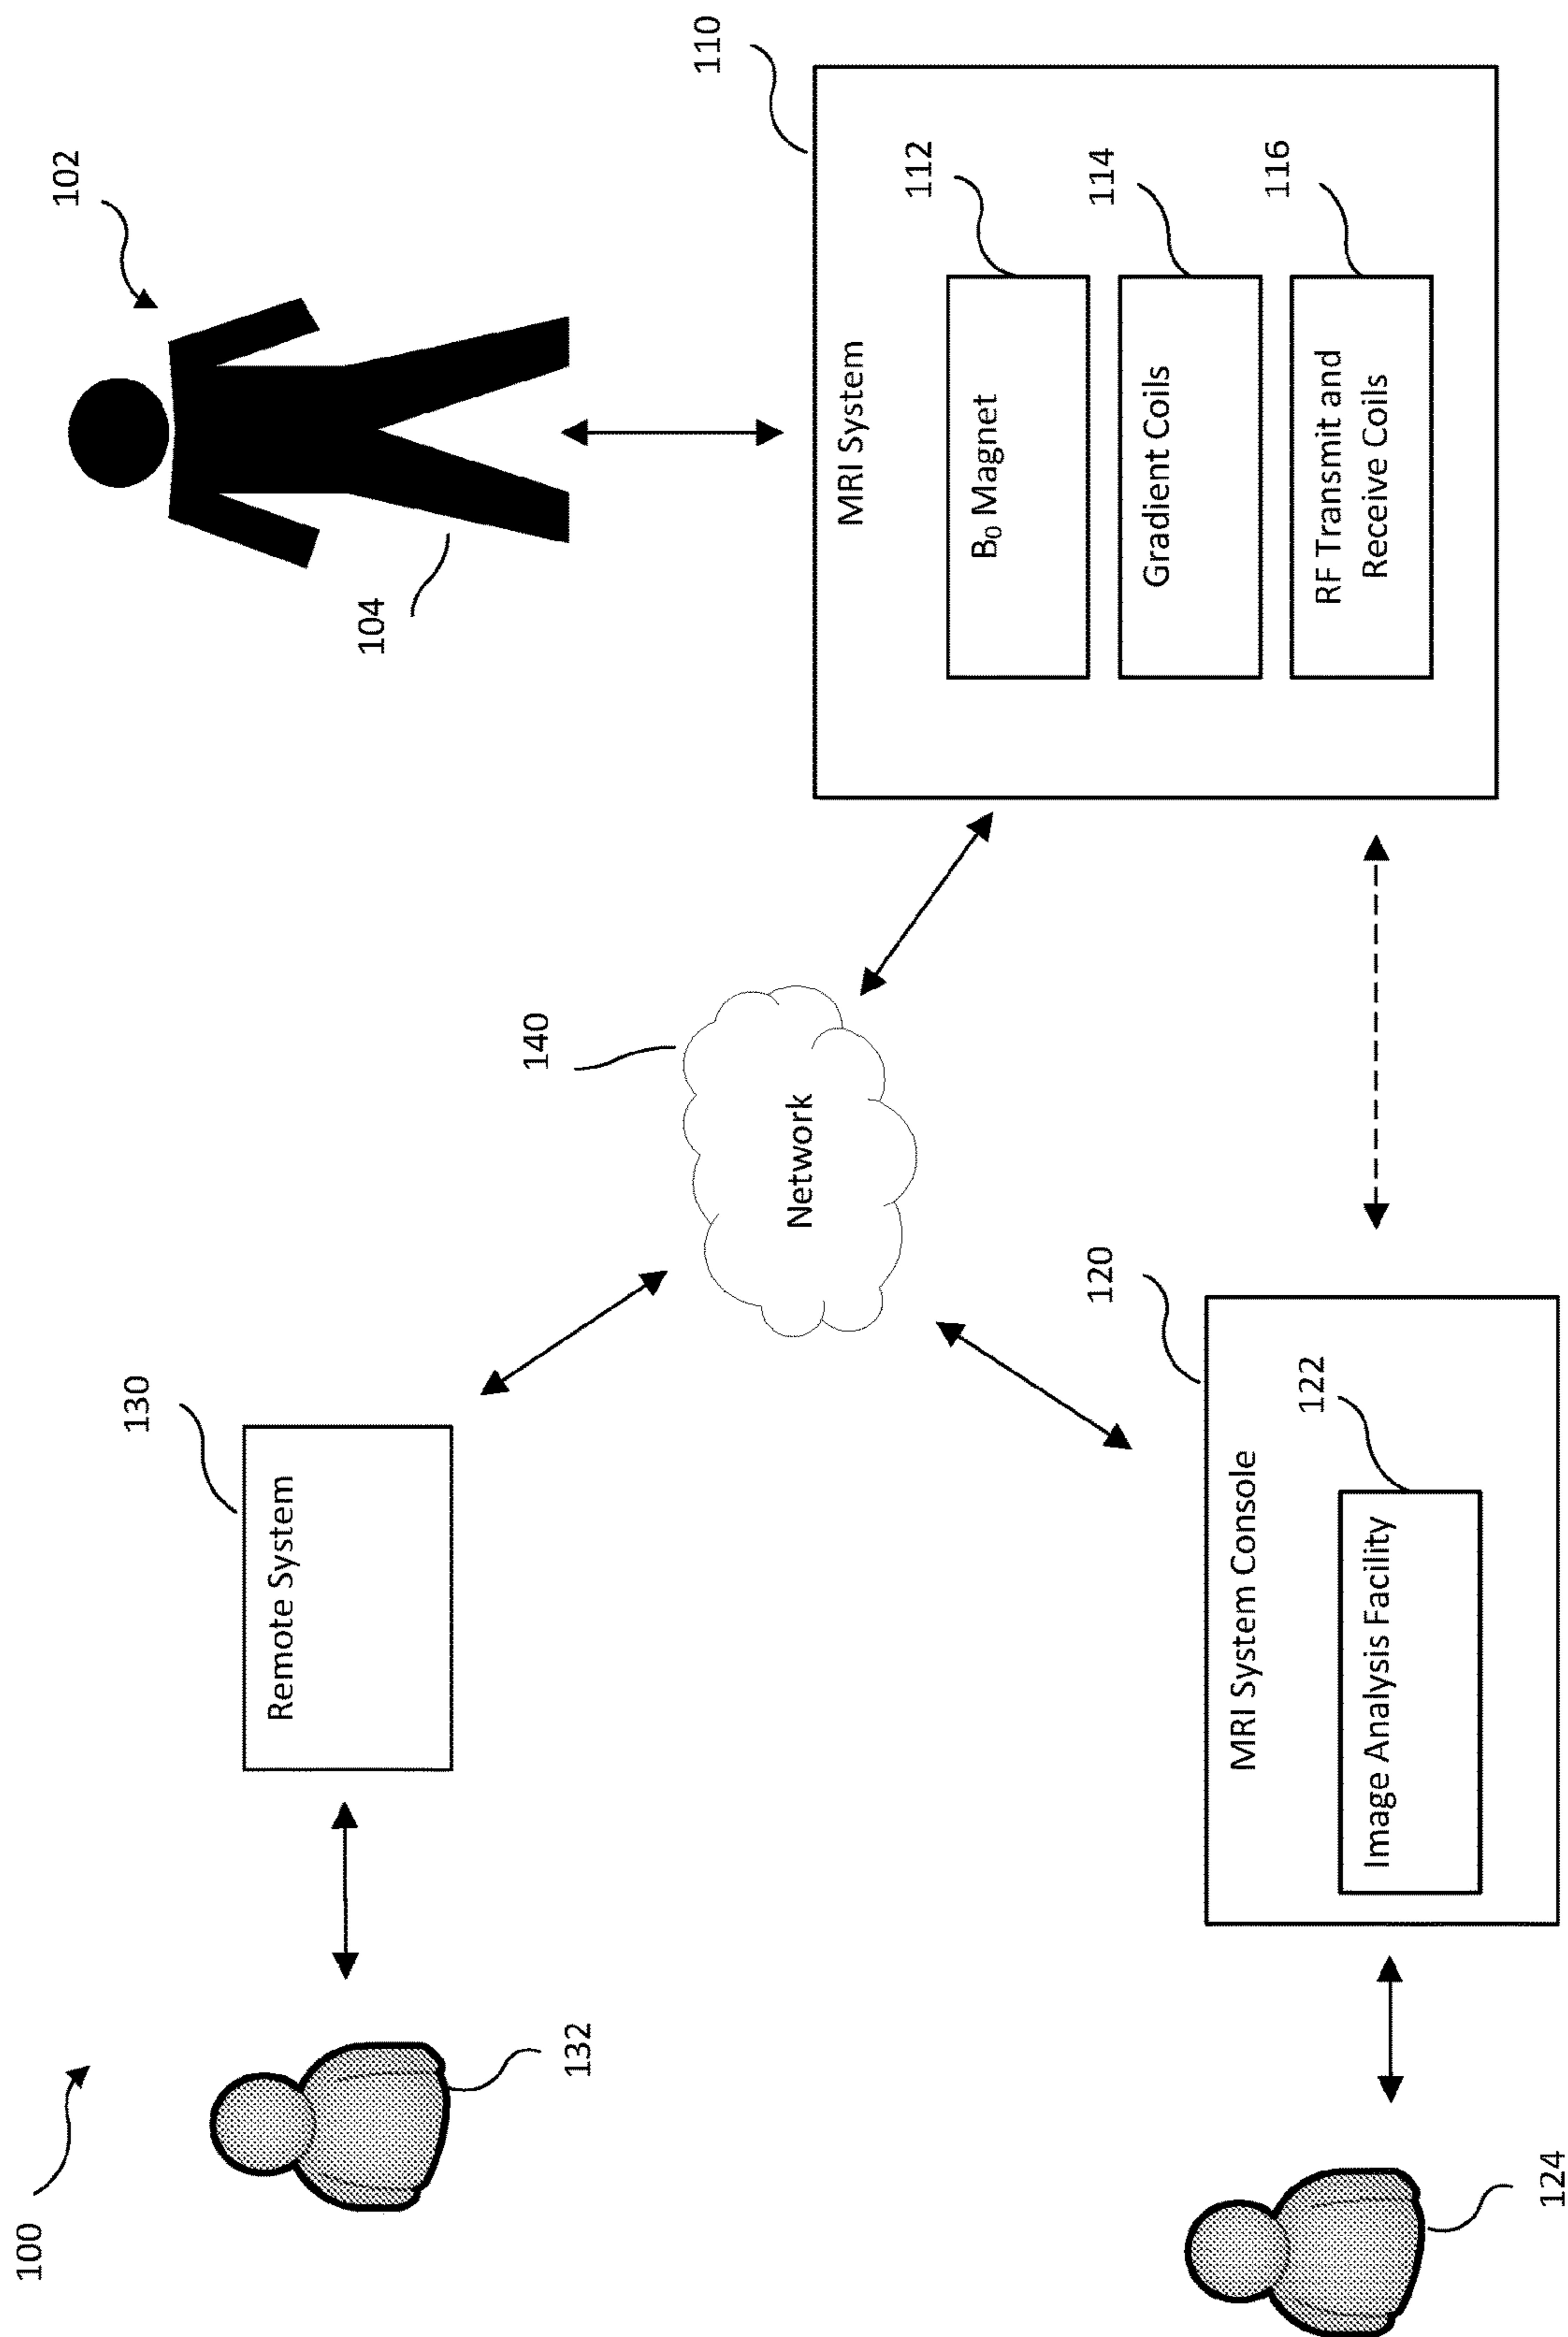 100
132
Remote System
130
140
Network
102
104
110
MRI System
112
B₀ Magnet
114
Gradient Coils
116
RF Transmit and
Receive Coils
120
MRI System Console
122
Image Analysis Facility
124